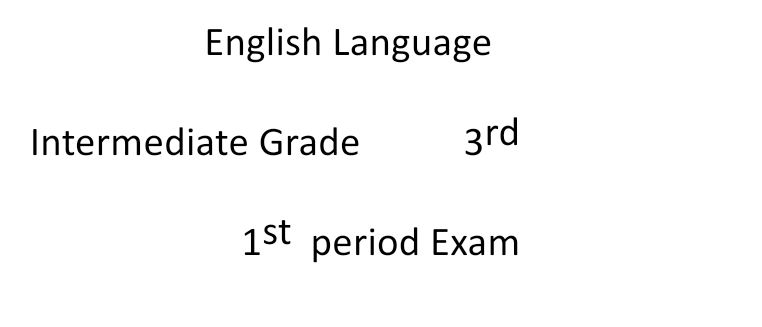 English Language
Intermediate Grade 3rd
1st period Exam